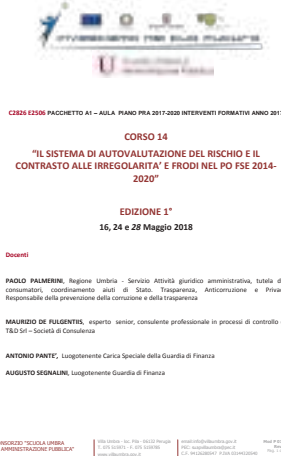 C2826 E2506 PACCHETTO A1 – AULA PIANO PRA 2017-2020 INTERVENTI FORMATIVI ANNO 2017
CORSO 14
“IL SISTEMA DI AUTOVALUTAZIONE DEL RISCHIO E IL
CONTRASTO ALLE IRREGOLARITA’ E FRODI NEL PO FSE 2014-
2020”
EDIZIONE 1°
16, 24 e 28 Maggio 2018
Docenti
PAOLO PALMERINI, Regione Umbria - Servizio Attività giuridico amministrativa, tutela d
consumatori, coordinamento aiuti di Stato. Trasparenza, Anticorruzione e Priva
Responsabile della prevenzione della corruzione e della trasparenza
MAURIZIO DE FULGENTIIS, esperto senior, consulente professionale in processi di controllo
T&D Srl – Società di Consulenza
ANTONIO PANTE’, Luogotenente Carica Speciale della Guardia di Finanza
AUGUSTO SEGNALINI, Luogotenente Guardia di Finanza
NSORZIO "SCUOLA UMBRA
AMMINISTRAZIONE PUBBLICA"